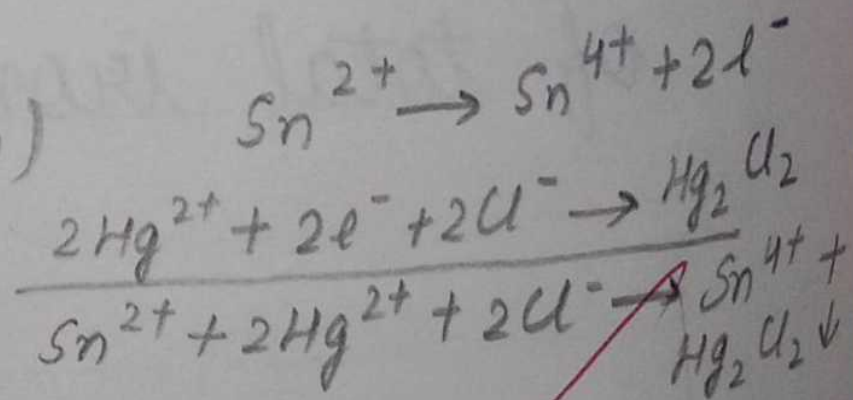 ) Sn²⁺ → Sn⁴⁺ + 2e⁻
2Hg²⁺ + 2e⁻ + 2Cl⁻ → Hg₂Cl₂
Sn²⁺ + 2Hg²⁺ + 2Cl⁻ → Sn⁴⁺ +
Hg₂Cl₂↓